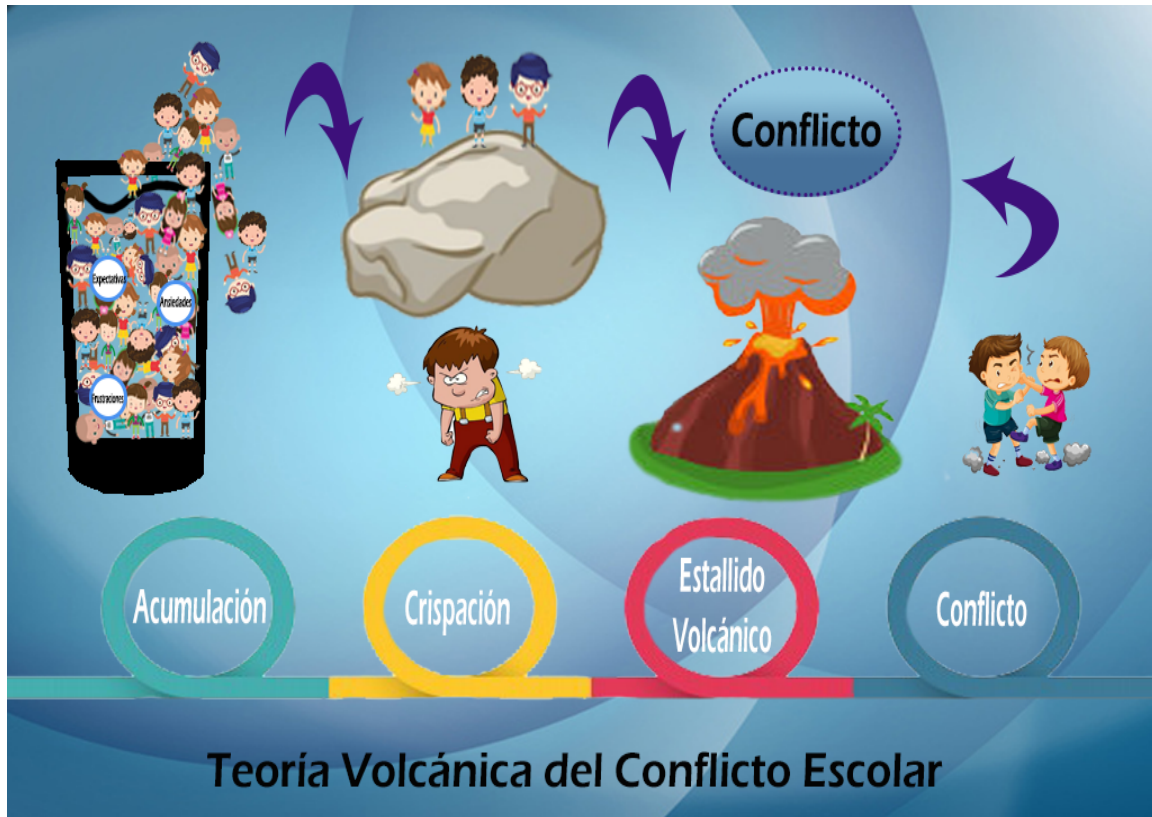 Conflicto
Expectativas
Ansiedades
Frustraciones
Acumulación
Crispación
Estallido
Volcánico
Conflicto
Teoría Volcánica del Conflicto Escolar